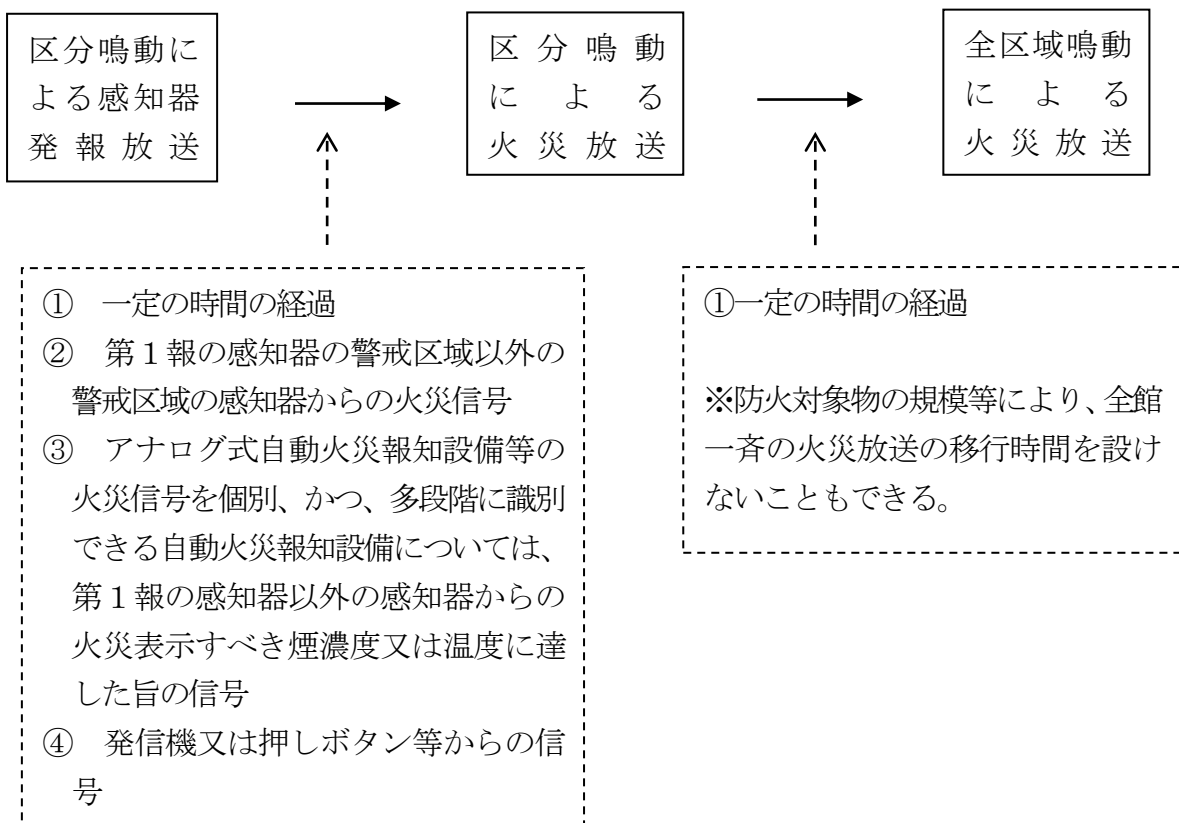 区分鳴動に
よる感知器
発報放送
区分鳴動
による
火災放送
全区域鳴動
による
火災放送
① 一定の時間の経過
② 第１報の感知器の警戒区域以外の
警戒区域の感知器からの火災信号
③ アナログ式自動火災報知設備等の
火災信号を個別、かつ、多段階に識別
できる自動火災報知設備については、
第１報の感知器以外の感知器からの
火災表示すべき煙濃度又は温度に達
した旨の信号
④ 発信機又は押しボタン等からの信
号
①一定の時間の経過
※防火対象物の規模等により、全館
一斉の火災放送の移行時間を設け
ないこともできる。